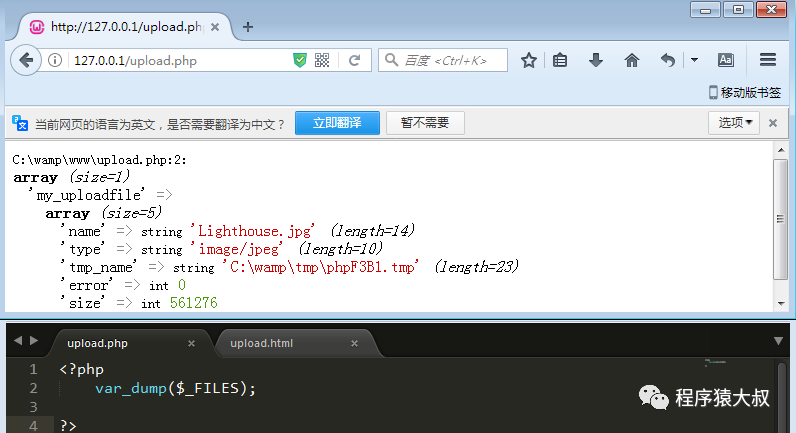 http://127.0.0.1/upload.php
127.0.0.1/upload.php
百度 <Ctrl+K>
移动版书签
当前网页的语言为英文，是否需要翻译为中文？ 立即翻译 暂不需要 选项
C:\wamp\www\upload.php:2:
array (size=1)
'my_uploadfile' =>
array (size=5)
'name' => string 'Lighthouse.jpg' (length=14)
'type' => string 'image/jpeg' (length=10)
'tmp_name' => string 'C:\wamp\tmp\phpF3B1.tmp' (length=23)
'error' => int 0
'size' => int 561276
upload.php upload.html
1 <?php
2 var_dump($_FILES);
3
4 ?>
程序猿大叔